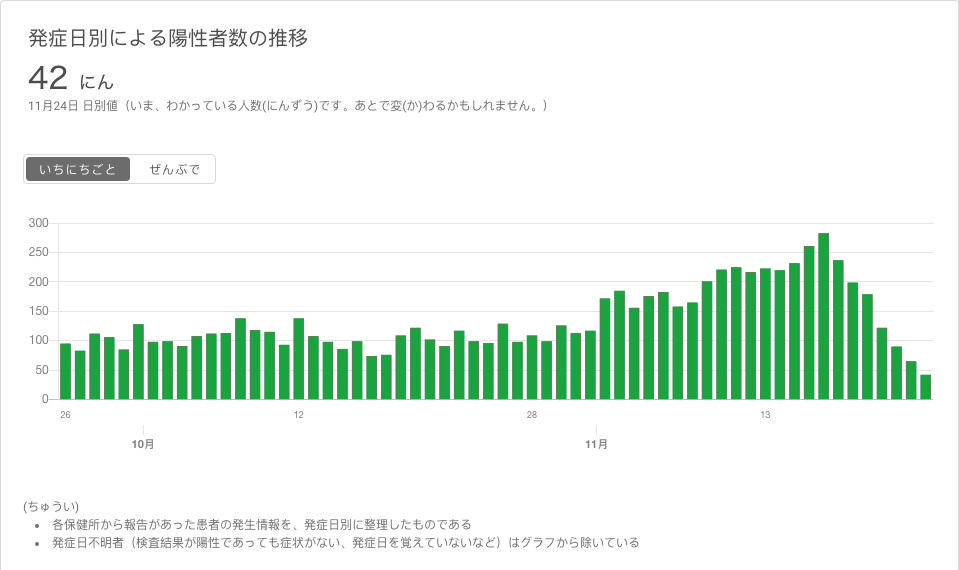 発症日別による陽性者数の推移
42 にん
11月24日 日別値（いま、わかっている人数(にんずう)です。あとで変(か)わるかもしれません。）
いちにちごと ぜんぶで
300
250
200
150
100
50
0
26 12 28 13
10月 11月
(ちゅうい)
• 各保健所から報告があった患者の発生情報を、発症日別に整理したものである
• 発症日不明者（検査結果が陽性であっても症状がない、発症日を覚えていないなど）はグラフから除いている